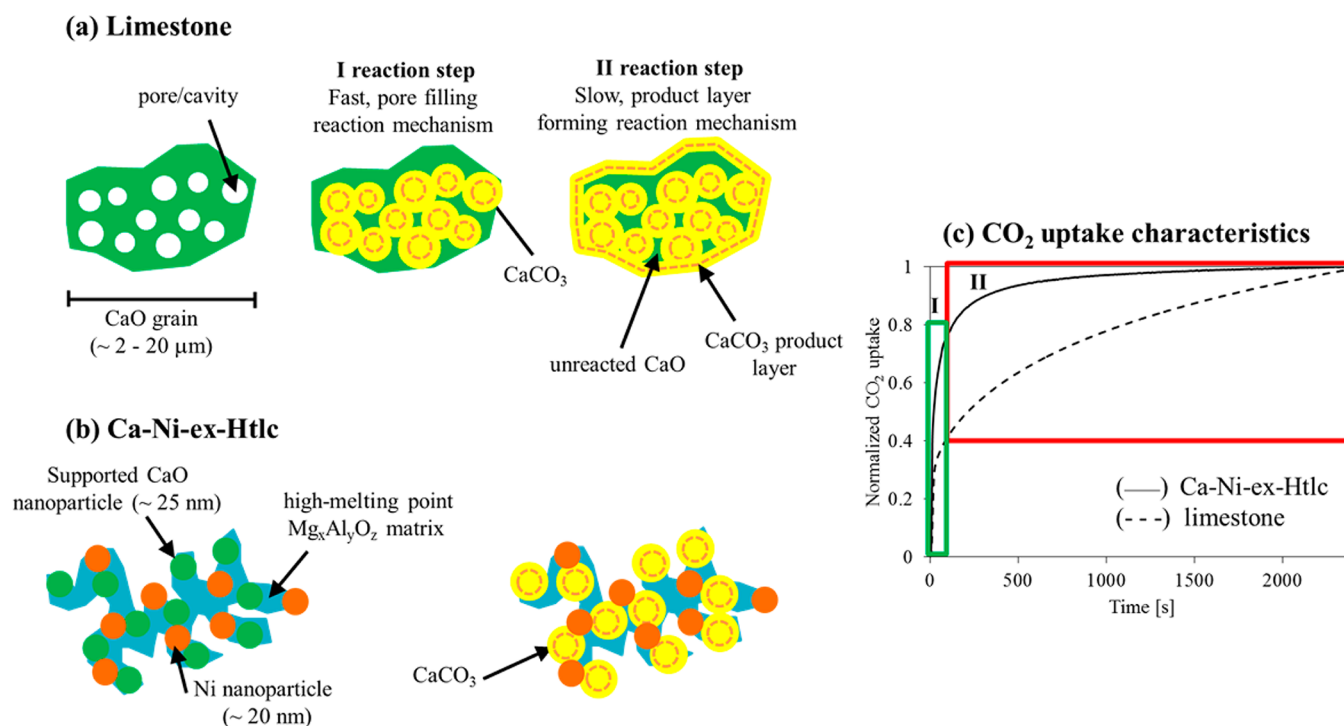 (a) Limestone
pore/cavity
I reaction step
Fast, pore filling
reaction mechanism
II reaction step
Slow, product layer
forming reaction mechanism
CaCO₃
CaO grain
(~ 2 - 20 μm)
unreacted CaO
CaCO₃ product
layer
(b) Ca-Ni-ex-Htlc
Supported CaO
nanoparticle (~ 25 nm)
high-melting point
MgₓAlᵧO_z matrix
Ni nanoparticle
(~ 20 nm)
CaCO₃
(c) CO₂ uptake characteristics
Normalized CO₂ uptake
1
0.8
0.6
0.4
0.2
0
I
II
(—) Ca-Ni-ex-Htlc
(- - -) limestone
0
500
1000
1500
2000
Time [s]